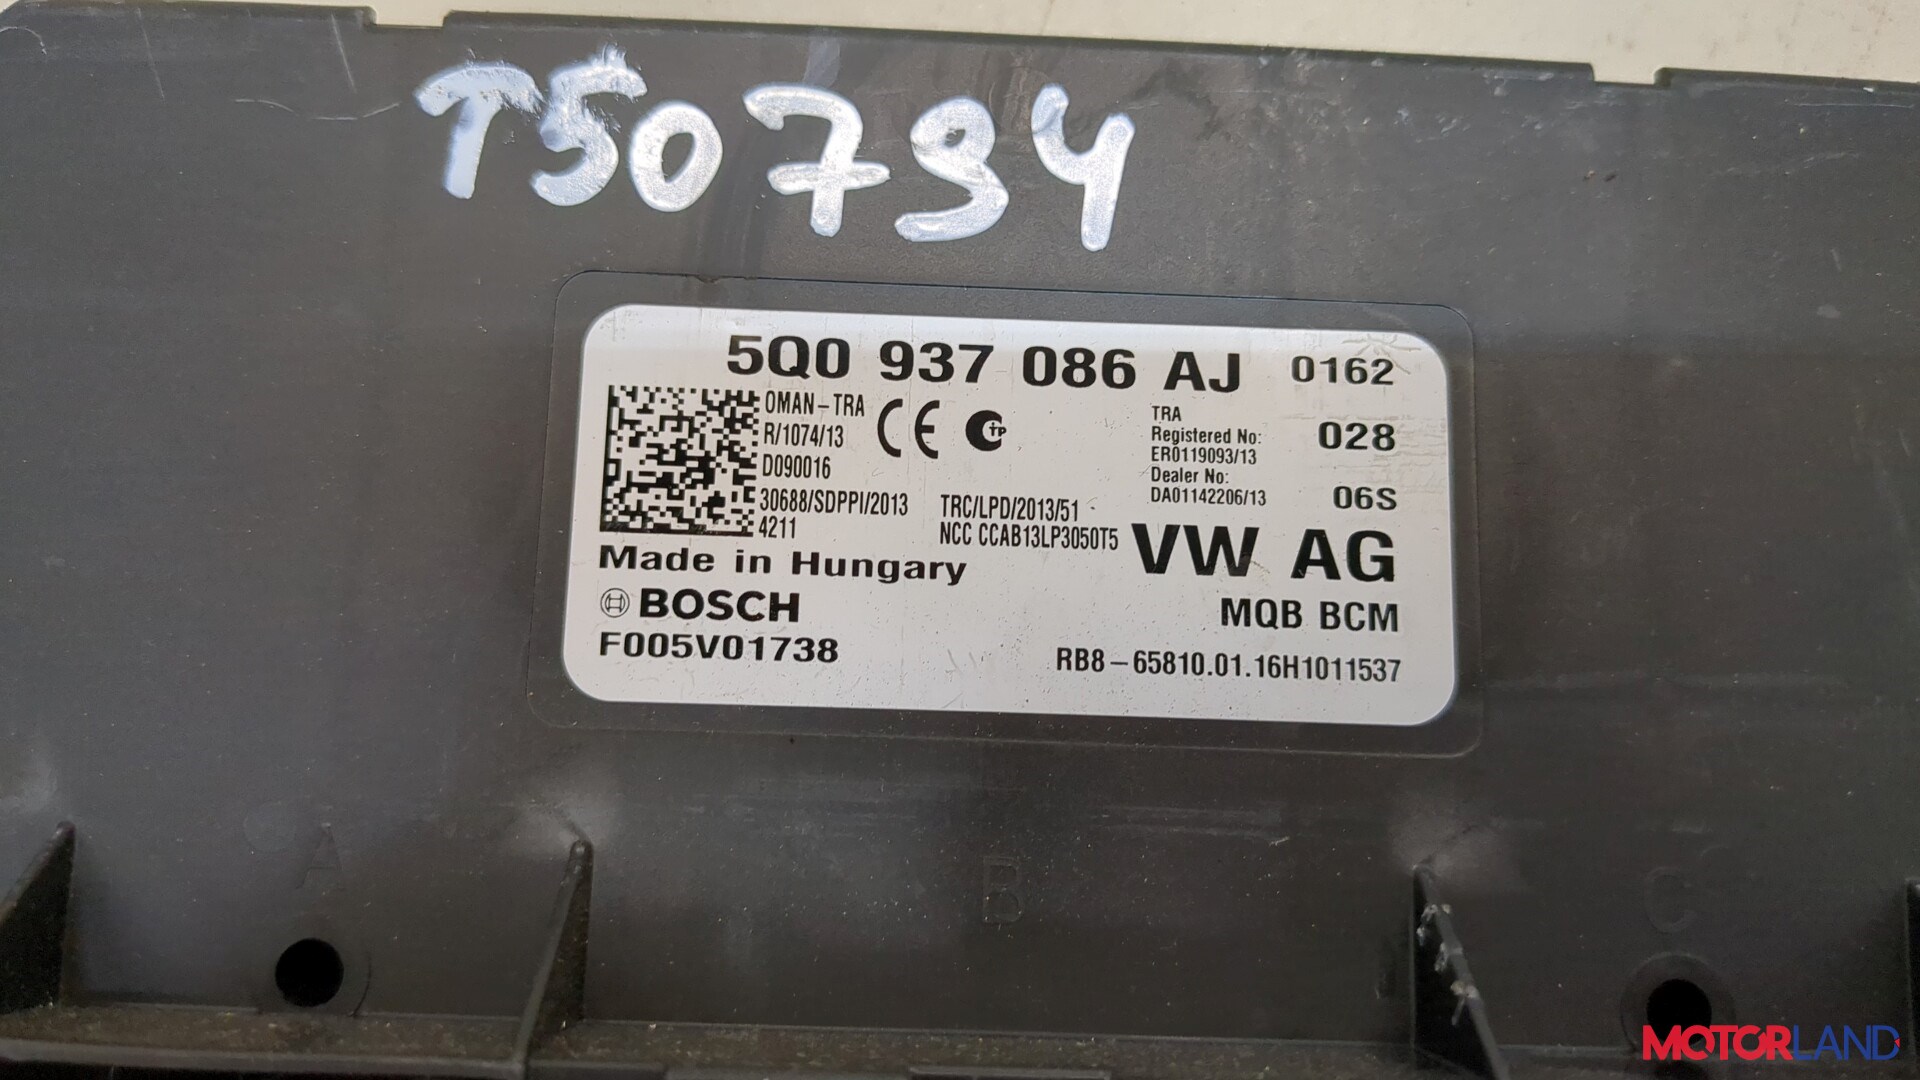 T50794
5Q0 937 086 AJ 0162
OMAN-TRA
R/1074/13
D090016
30688/SDPPI/2013
4211
CE
TP
TRC/LPD/2013/51
NCC CCAB13LP3050T5
TRA
Registered No:
ER0119093/13
Dealer No:
DA01142206/13
028
06S
VW AG
MQB BCM
Made in Hungary
BOSCH
F005V01738
RB8-65810.01.16H1011537
A
B
C
MOTORLAND